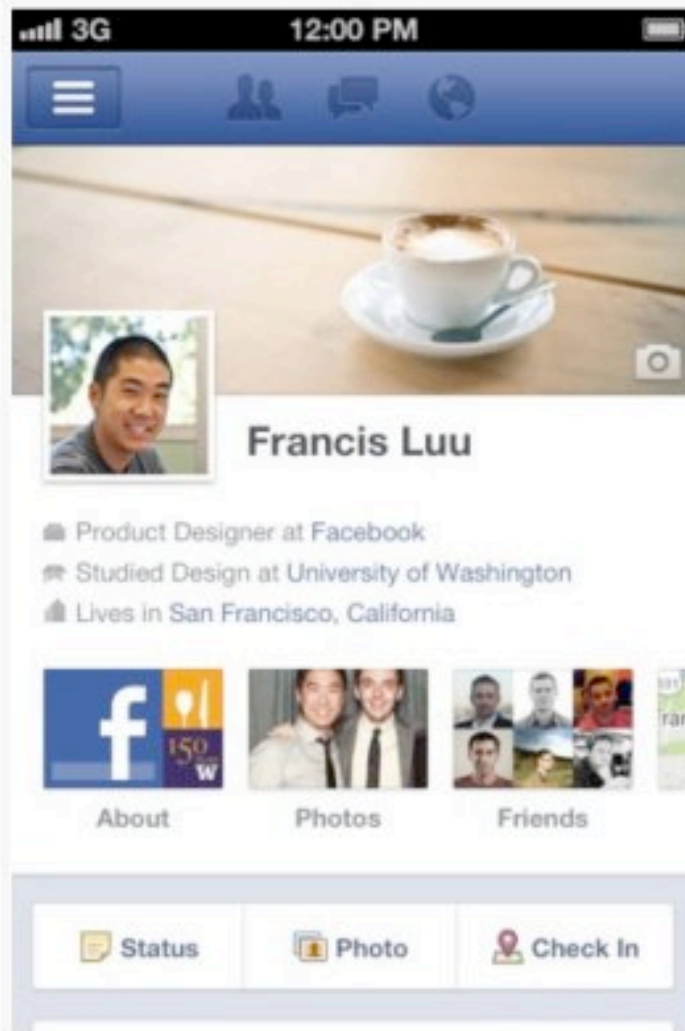 3G 12:00 PM
Francis Luu
Product Designer at Facebook
Studied Design at University of Washington
Lives in San Francisco, California
f
150
W
About Photos Friends
Status Photo Check In